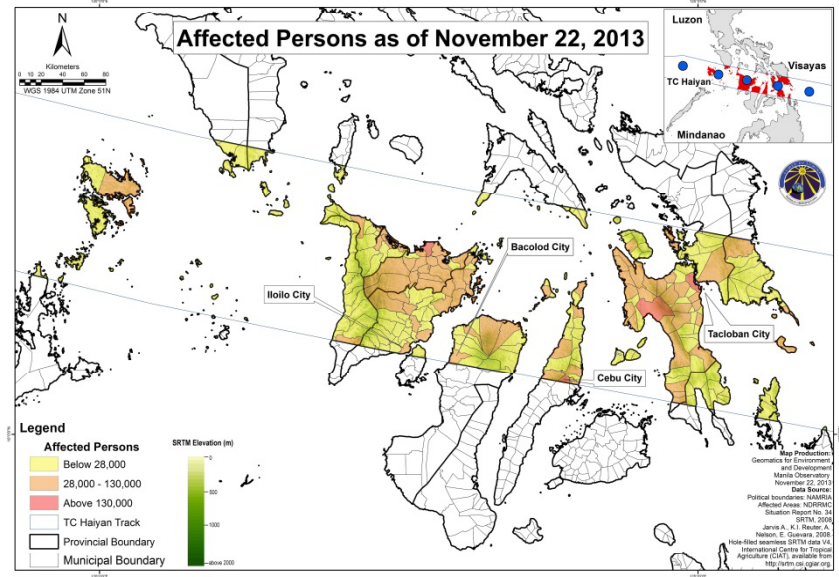 Affected Persons as of November 22, 2013
N
Kilometers
0 10 20 40 60 80
WGS 1984 UTM Zone 51N
Luzon
Visayas
TC Haiyan
Mindanao
Bacolod City
Iloilo City
Tacloban City
Cebu City
Legend
Affected Persons
Below 28,000
28,000 - 130,000
Above 130,000
TC Haiyan Track
Provincial Boundary
Municipal Boundary
SRTM Elevation (m)
0
500
1000
above 2000
Map Production:
Geomatics for Environment
and Development
Manila Observatory
November 22, 2013
Data Source:
Political boundaries: NAMRIA
Affected Areas: NDRRMC
Situation Report No. 34
SRTM, 2008
Jarvis A., K.I. Reuter, A.
Nelson, E. Guevara, 2008.
Hole-filled seamless SRTM data V4,
International Centre for Tropical
Agriculture (CIAT), available from
http://srtm.csi.cgiar.org.